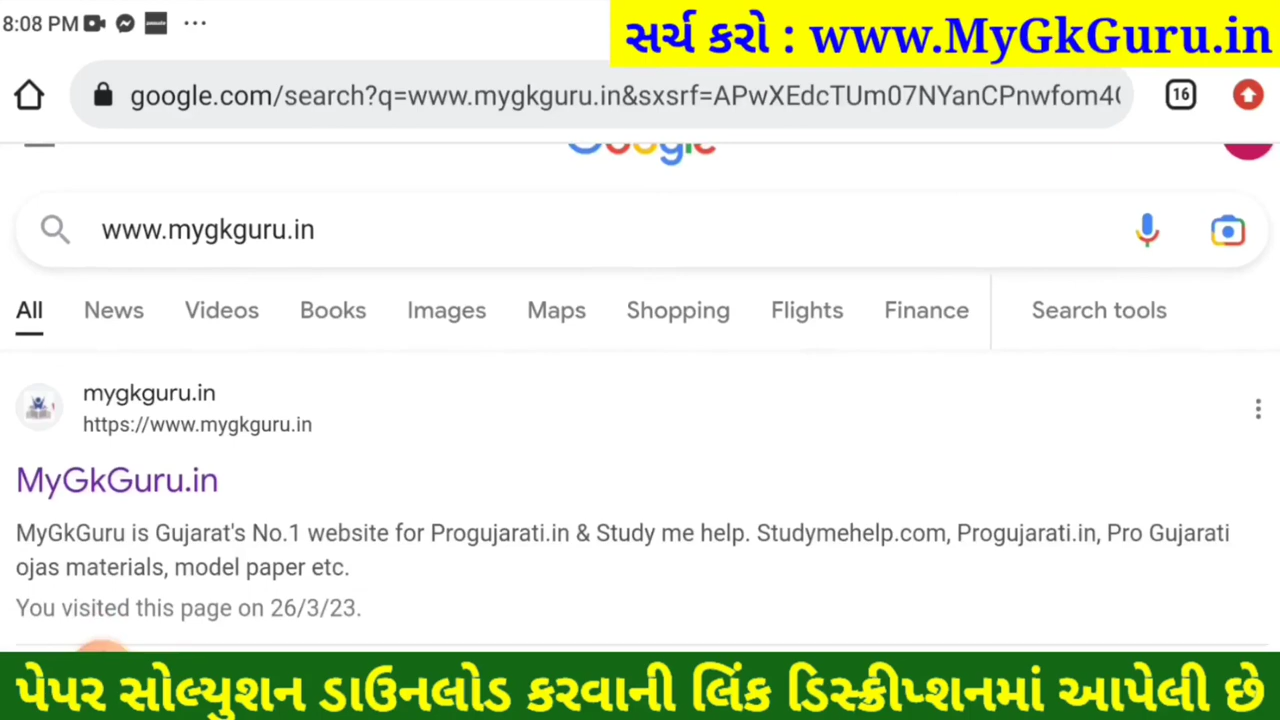 8:08 PM
સર્ચ કરો : www.MyGkGuru.in
google.com/search?q=www.mygkguru.in&sxsrf=APwXEdcTUm07NYanCPnwfom4
16
Google
www.mygkguru.in
All News Videos Books Images Maps Shopping Flights Finance Search tools
mygkguru.in
https://www.mygkguru.in
MyGkGuru.in
MyGkGuru is Gujarat's No.1 website for Progujarati.in & Study me help. Studymehelp.com, Progujarati.in, Pro Gujarati
ojas materials, model paper etc.
You visited this page on 26/3/23.
પેપર સોલ્યુશન ડાઉનલોડ કરવાની લિંક ડિસ્ક્રીપ્શનમાં આપેલી છે